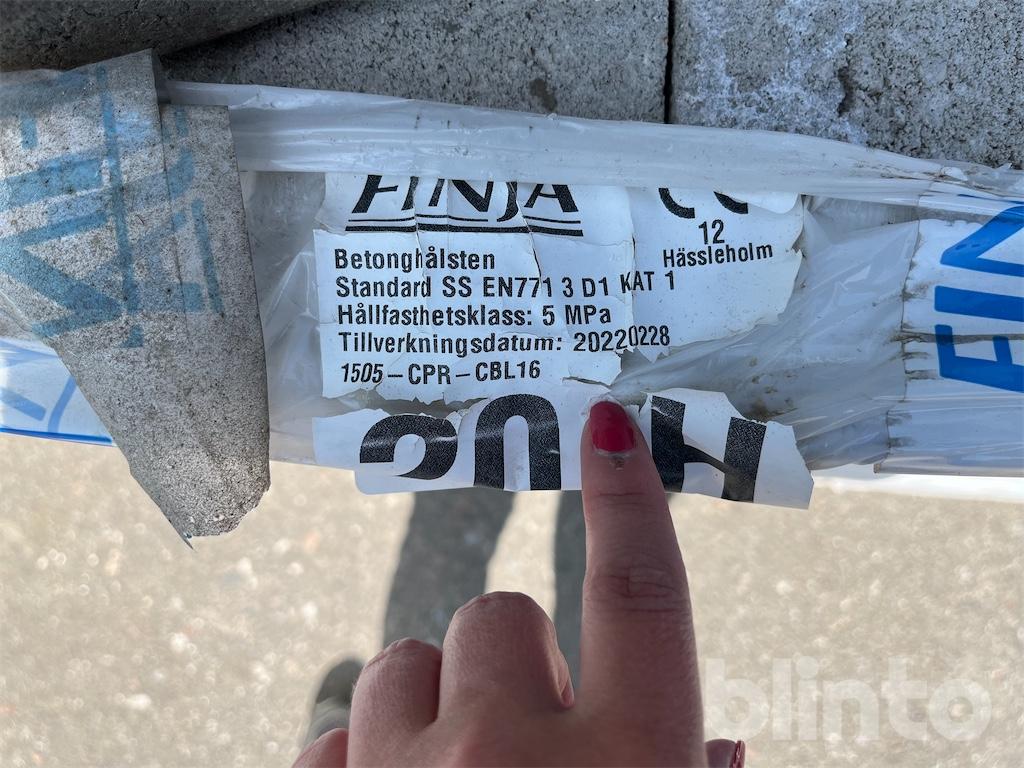 FINJA
12
Hässleholm
Betonghålsten
Standard SS EN771 3 D1 KAT 1
Hållfasthetsklass: 5 MPa
Tillverkningsdatum: 20220228
1505-CPR-CBL16
blinto